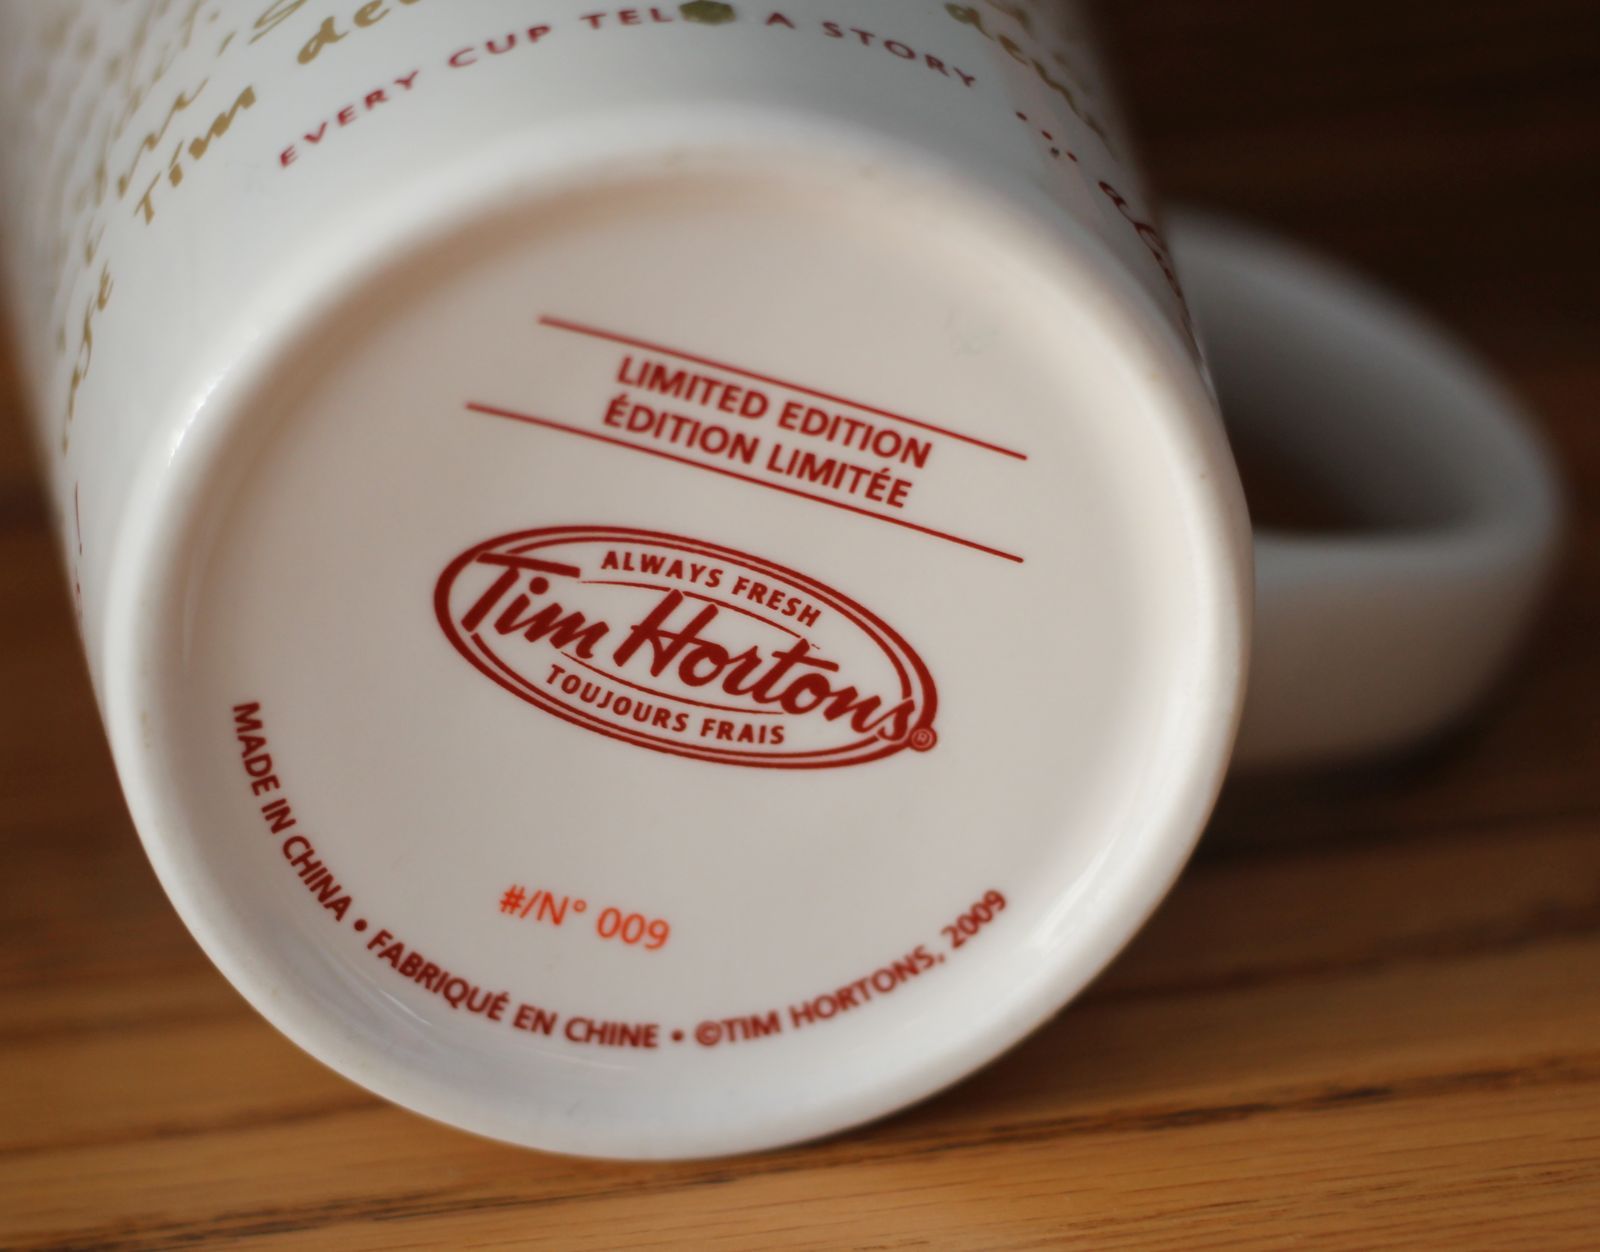 Tim
EVERY CUP TEL A STORY ...
LIMITED EDITION
ÉDITION LIMITÉE
ALWAYS FRESH
Tim Hortons®
TOUJOURS FRAIS
#/N° 009
MADE IN CHINA • FABRIQUÉ EN CHINE • ©TIM HORTONS, 2009